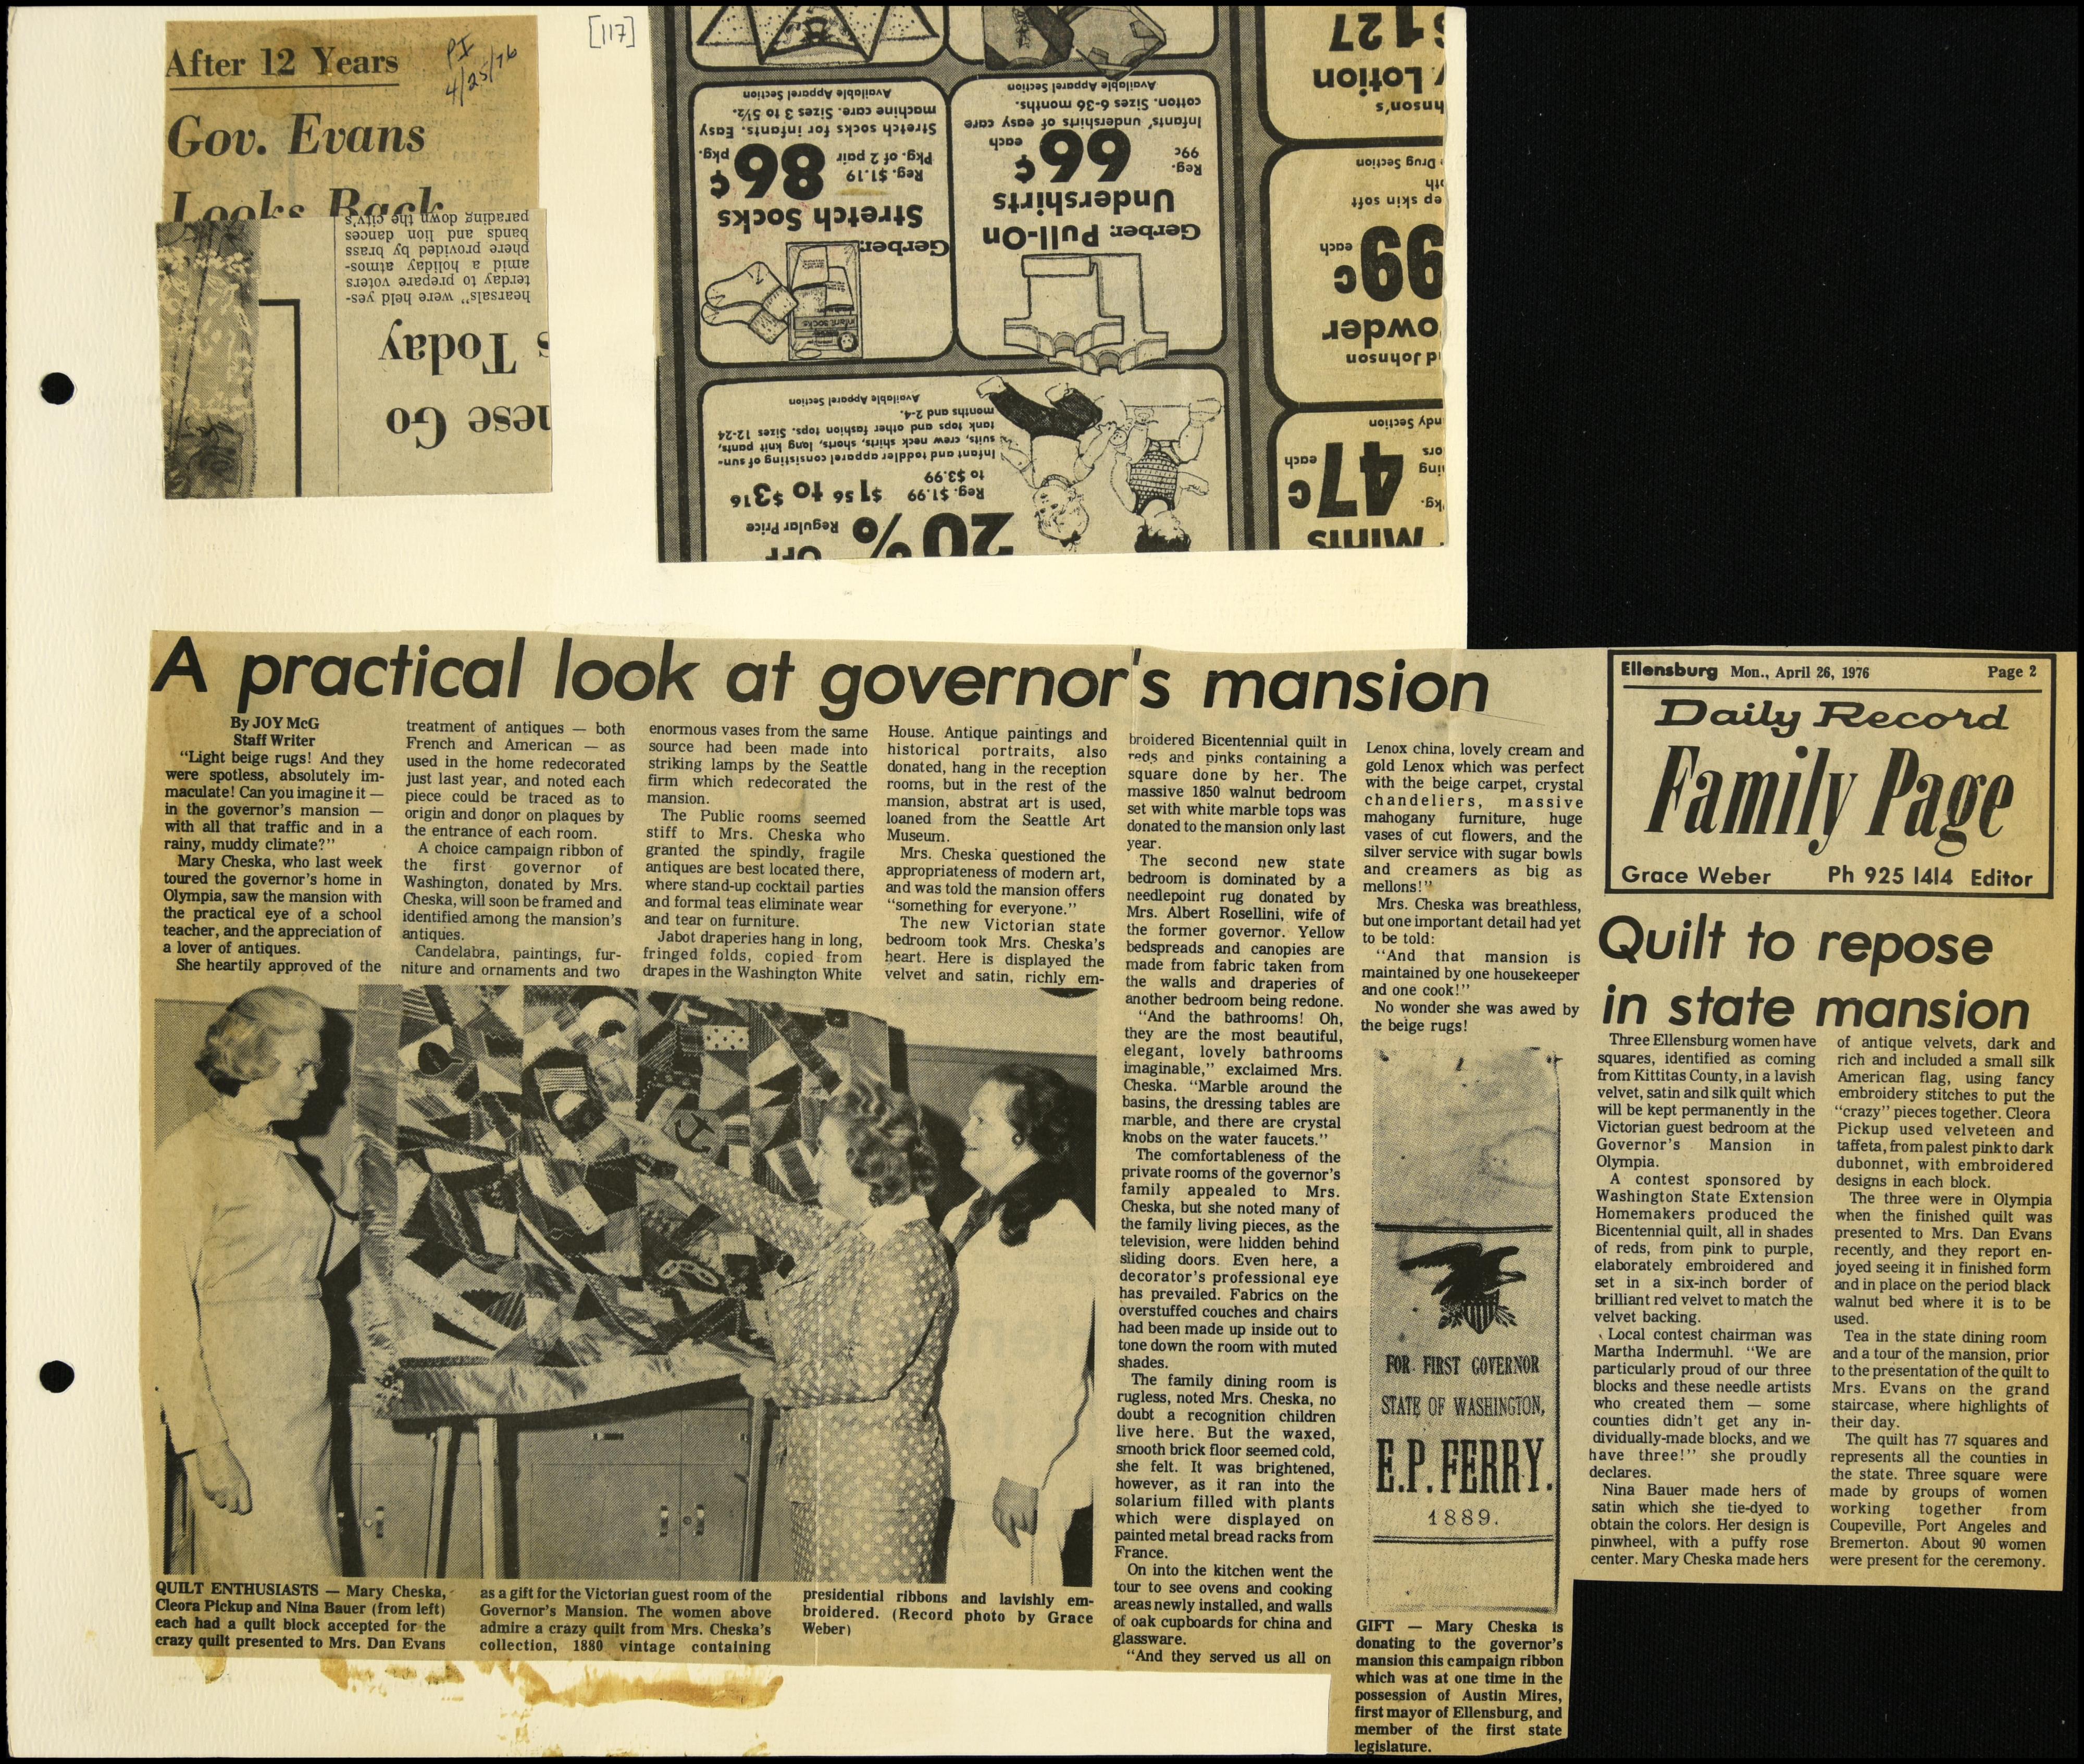 [117]
After 12 Years
PI
4/25/76
Gov. Evans
Looks Back
parading down the city's
bands and lion dances
phere provided by brass
amid a holiday atmos-
terday to prepare voters
hearsals" were held yes-
s Today
nese Go
$1 27
Lotion
nson's
Available Apparel Section
machine care. Sizes 3 to 5½.
Stretch socks for infants. Easy
Pkg. of 2 pair
Reg. $1.19
86¢ pkg.
Stretch Socks
Gerber.
infant socks
Available Apparel Section
cotton. Sizes 6-36 months.
Infants' undershirts of easy care
Reg. 99c
66¢ each
Undershirts
Gerber. Pull-On
Drug Section
oth
ep skin soft
99c each
owder
d Johnson
Available Apparel Section
months and 2-4.
tank tops and other fashion tops. Sizes 12-24
suits, crew neck shirts, shorts, long knit pants,
Infant and toddler apparel consisting of sun-
Reg. $1.99 to $3.99
$1 56 to $3 16
20% OFF
Regular Price
ndy Section
ors
ing
kg.
47c each
Mints
A practical look at governor's mansion
By JOY McG
Staff Writer
"Light beige rugs! And they
were spotless, absolutely im-
maculate! Can you imagine it —
in the governor's mansion —
with all that traffic and in a
rainy, muddy climate?"
Mary Cheska, who last week
toured the governor's home in
Olympia, saw the mansion with
the practical eye of a school
teacher, and the appreciation of
a lover of antiques.
She heartily approved of the
treatment of antiques — both
French and American — as
used in the home redecorated
just last year, and noted each
piece could be traced as to
origin and donor on plaques by
the entrance of each room.
A choice campaign ribbon of
the first governor of
Washington, donated by Mrs.
Cheska, will soon be framed and
identified among the mansion's
antiques.
Candelabra, paintings, fur-
niture and ornaments and two
enormous vases from the same
source had been made into
striking lamps by the Seattle
firm which redecorated the
mansion.
The Public rooms seemed
stiff to Mrs. Cheska who
granted the spindly, fragile
antiques are best located there,
where stand-up cocktail parties
and formal teas eliminate wear
and tear on furniture.
Jabot draperies hang in long,
fringed folds, copied from
drapes in the Washington White
House. Antique paintings and
historical portraits, also
donated, hang in the reception
rooms, but in the rest of the
mansion, abstrat art is used,
loaned from the Seattle Art
Museum.
Mrs. Cheska questioned the
appropriateness of modern art,
and was told the mansion offers
"something for everyone."
The new Victorian state
bedroom took Mrs. Cheska's
heart. Here is displayed the
velvet and satin, richly em-
broidered Bicentennial quilt in
reds and pinks containing a
square done by her. The
massive 1850 walnut bedroom
set with white marble tops was
donated to the mansion only last
year.
The second new state
bedroom is dominated by a
needlepoint rug donated by
Mrs. Albert Rosellini, wife of
the former governor. Yellow
bedspreads and canopies are
made from fabric taken from
the walls and draperies of
another bedroom being redone.
"And the bathrooms! Oh,
they are the most beautiful,
elegant, lovely bathrooms
imaginable," exclaimed Mrs.
Cheska. "Marble around the
basins, the dressing tables are
marble, and there are crystal
knobs on the water faucets."
The comfortableness of the
private rooms of the governor's
family appealed to Mrs.
Cheska, but she noted many of
the family living pieces, as the
television, were hidden behind
sliding doors. Even here, a
decorator's professional eye
has prevailed. Fabrics on the
overstuffed couches and chairs
had been made up inside out to
tone down the room with muted
shades.
The family dining room is
rugless, noted Mrs. Cheska, no
doubt a recognition children
live here. But the waxed,
smooth brick floor seemed cold,
she felt. It was brightened,
however, as it ran into the
solarium filled with plants
which were displayed on
painted metal bread racks from
France.
On into the kitchen went the
tour to see ovens and cooking
areas newly installed, and walls
of oak cupboards for china and
glassware.
"And they served us all on
Lenox china, lovely cream and
gold Lenox which was perfect
with the beige carpet, crystal
chandeliers, massive
mahogany furniture, huge
vases of cut flowers, and the
silver service with sugar bowls
and creamers as big as
mellons!"
Mrs. Cheska was breathless,
but one important detail had yet
to be told:
"And that mansion is
maintained by one housekeeper
and one cook!"
No wonder she was awed by
the beige rugs!
FOR FIRST GOVERNOR
STATE OF WASHINGTON,
E.P. FERRY.
1889.
GIFT — Mary Cheska is
donating to the governor's
mansion this campaign ribbon
which was at one time in the
possession of Austin Mires,
first mayor of Ellensburg, and
member of the first state
legislature.
QUILT ENTHUSIASTS — Mary Cheska,
Cleora Pickup and Nina Bauer (from left)
each had a quilt block accepted for the
crazy quilt presented to Mrs. Dan Evans
as a gift for the Victorian guest room of the
Governor's Mansion. The women above
admire a crazy quilt from Mrs. Cheska's
collection, 1880 vintage containing
presidential ribbons and lavishly em-
broidered. (Record photo by Grace
Weber)
Ellensburg Mon., April 26, 1976 Page 2
Daily Record
Family Page
Grace Weber Ph 925 1414 Editor
Quilt to repose
in state mansion
Three Ellensburg women have
squares, identified as coming
from Kittitas County, in a lavish
velvet, satin and silk quilt which
will be kept permanently in the
Victorian guest bedroom at the
Governor's Mansion in
Olympia.
A contest sponsored by
Washington State Extension
Homemakers produced the
Bicentennial quilt, all in shades
of reds, from pink to purple,
elaborately embroidered and
set in a six-inch border of
brilliant red velvet to match the
velvet backing.
Local contest chairman was
Martha Indermuhl. "We are
particularly proud of our three
blocks and these needle artists
who created them — some
counties didn't get any in-
dividually-made blocks, and we
have three!" she proudly
declares.
Nina Bauer made hers of
satin which she tie-dyed to
obtain the colors. Her design is
pinwheel, with a puffy rose
center. Mary Cheska made hers
of antique velvets, dark and
rich and included a small silk
American flag, using fancy
embroidery stitches to put the
"crazy" pieces together. Cleora
Pickup used velveteen and
taffeta, from palest pink to dark
dubonnet, with embroidered
designs in each block.
The three were in Olympia
when the finished quilt was
presented to Mrs. Dan Evans
recently, and they report en-
joyed seeing it in finished form
and in place on the period black
walnut bed where it is to be
used.
Tea in the state dining room
and a tour of the mansion, prior
to the presentation of the quilt to
Mrs. Evans on the grand
staircase, where highlights of
their day.
The quilt has 77 squares and
represents all the counties in
the state. Three square were
made by groups of women
working together from
Coupeville, Port Angeles and
Bremerton. About 90 women
were present for the ceremony.